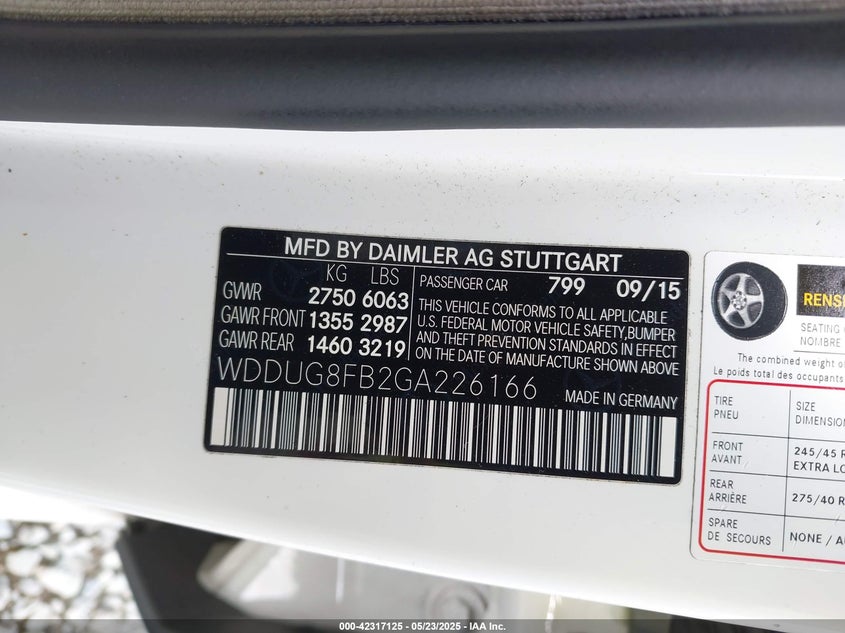 MFD BY DAIMLER AG STUTTGART
KG LBS
GVWR 2750 6063
GAWR FRONT 1355 2987
GAWR REAR 1460 3219
PASSENGER CAR 799 09/15
THIS VEHICLE CONFORMS TO ALL APPLICABLE
U.S. FEDERAL MOTOR VEHICLE SAFETY,BUMPER
AND THEFT PREVENTION STANDARDS IN EFFECT
ON THE DATE OF MANUFACTURE SHOWN ABOVE
WDDUG8FB2GA226166
MADE IN GERMANY
SEATING
NOMBRE
The combined weight of
Le poids total des occupants
TIRE
PNEU
SIZE
DIMENSION
FRONT
AVANT
245/45 R
EXTRA LO
REAR
ARRIÈRE
275/40 R
SPARE
DE SECOURS
NONE / A
000-42317125 - 05/23/2025 - IAA Inc.